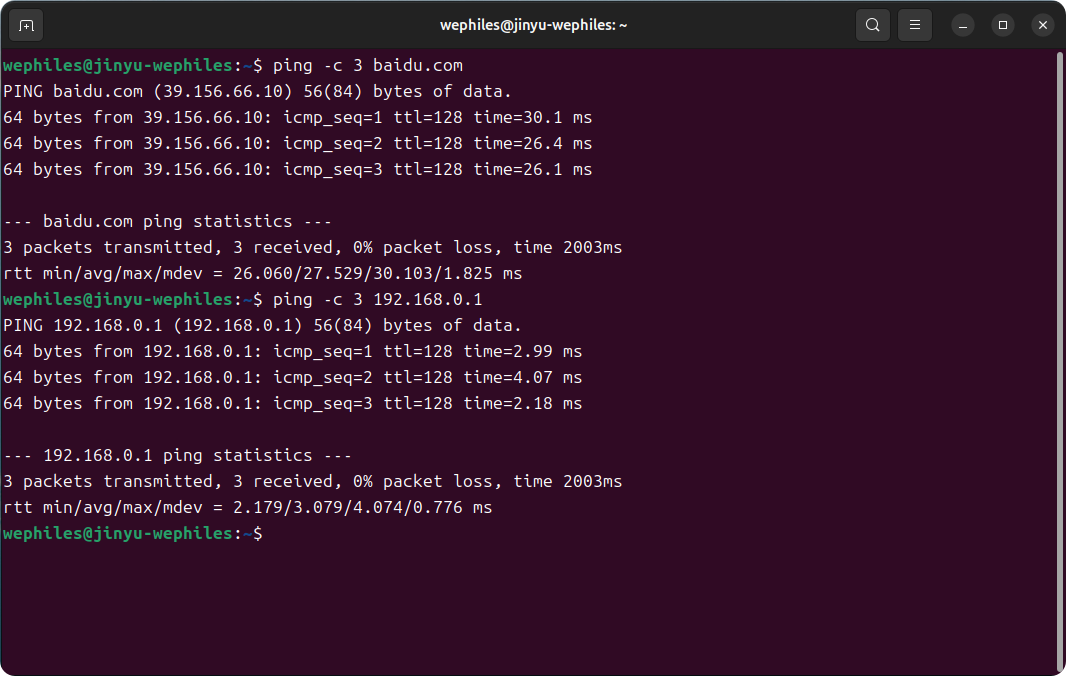 wephiles@jinyu-wephiles: ~
wephiles@jinyu-wephiles:~$ ping -c 3 baidu.com
PING baidu.com (39.156.66.10) 56(84) bytes of data.
64 bytes from 39.156.66.10: icmp_seq=1 ttl=128 time=30.1 ms
64 bytes from 39.156.66.10: icmp_seq=2 ttl=128 time=26.4 ms
64 bytes from 39.156.66.10: icmp_seq=3 ttl=128 time=26.1 ms
--- baidu.com ping statistics ---
3 packets transmitted, 3 received, 0% packet loss, time 2003ms
rtt min/avg/max/mdev = 26.060/27.529/30.103/1.825 ms
wephiles@jinyu-wephiles:~$ ping -c 3 192.168.0.1
PING 192.168.0.1 (192.168.0.1) 56(84) bytes of data.
64 bytes from 192.168.0.1: icmp_seq=1 ttl=128 time=2.99 ms
64 bytes from 192.168.0.1: icmp_seq=2 ttl=128 time=4.07 ms
64 bytes from 192.168.0.1: icmp_seq=3 ttl=128 time=2.18 ms
--- 192.168.0.1 ping statistics ---
3 packets transmitted, 3 received, 0% packet loss, time 2003ms
rtt min/avg/max/mdev = 2.179/3.079/4.074/0.776 ms
wephiles@jinyu-wephiles:~$